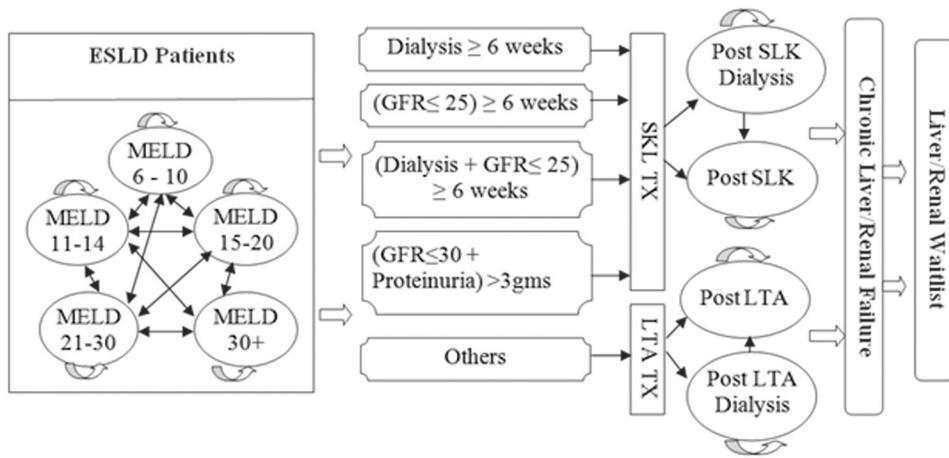 ESLD Patients
MELD
6 - 10
MELD
11-14
MELD
15-20
MELD
21-30
MELD
30+
Dialysis ≥ 6 weeks
(GFR≤ 25) ≥ 6 weeks
(Dialysis + GFR≤ 25)
≥ 6 weeks
(GFR≤30 +
Proteinuria) >3gms
Others
SKL TX
LTA TX
Post SLK
Dialysis
Post SLK
Post LTA
Post LTA
Dialysis
Chronic Liver/Renal Failure
Liver/Renal Waitlist